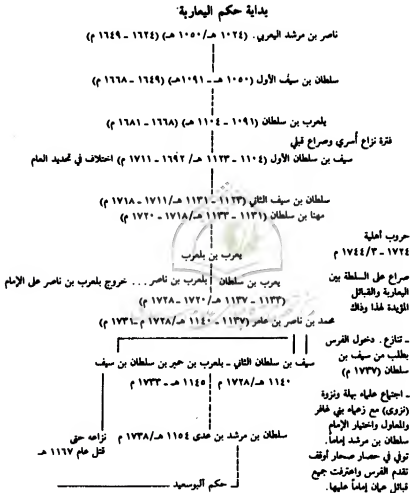 بداية حكم اليعاربة
ناصر بن مرشد اليعربي. (١٠٢٤ هـ/١٠٥٠ هـ) (١٦٢٤ - ١٦٤٩ م)
سلطان بن سيف الأول (١٠٥٠ هـ - ١٠٩١هـ) (١٦٤٩ - ١٦٦٨ م)
يلعرب بن سلطان (١٠٩١ - ١١٠٤ هـ) (١٦٦٨ - ١٦٨١ م)
فترة نزاع أسري وصراع قبلي
سيف بن سلطان الأول (١١٠٤ - ١١٢٣ هـ/ ١٦٩٢ - ١٧١١ م) اختلاف في تحديد العام
سلطان بن سيف الثاني (١١٢٣ - ١١٣١ هـ/١٧١١ - ١٧١٨ م)
مهنا بن سلطان (١١٣١ - ١١٣٣ هـ/١٧١٨ - ١٧٢٠ م)
حروب أهلية
١٧٢٤ - ١٧٤٤/٣ م
يعرب بن بلعرب
صراع على السلطة بين
اليعاربة والقبائل
المؤيدة لهذا وذاك
يعرب بن سلطان | بلعرب بن ناصر ... خروج بلعرب بن ناصر على الإمام
(١١٣٣ - ١١٣٧ هـ/١٧٢٠ - ١٧٢٨ م)
محمد بن ناصر بن عامر (١١٣٧ - ١١٤٠ هـ/١٧٢٨ م -١٧٣١ م)
ـ تنازع. دخول الفرس
بطلب من سيف بن
سلطان (١٧٣٧ م)
سيف بن سلطان الثاني - بلعرب بن حمير بن سلطان بن سيف
١١٤٠ هـ/١٧٢٨ م ١١٤٥ هـ - ١٧٣٣ م
ـ اجتماع علماء بهلة ونزوة
(نزوى) مع زعماء بني غافر
والمعاول واختيار الإمام
سلطان بن مرشد إماماً.
توفي في حصار صحار أوقف
تقدم الفرس واعترفت جميع
قبائل عمان إماماً عليها.
سلطان بن مرشد بن عدى ١١٥٤ هـ/١٧٣٨ م
نزاعه حتى
قتل عام ١١٦٧ هـ
حكم آلبوسعيد